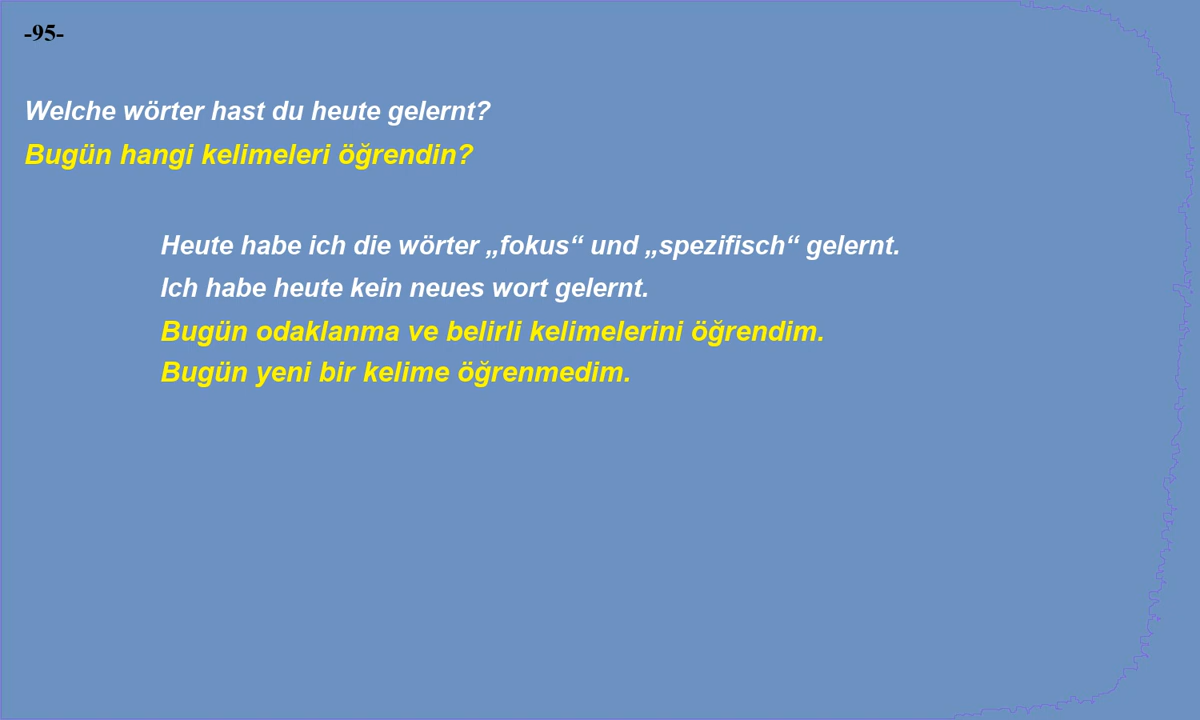 -95-
Welche wörter hast du heute gelernt?
Bugün hangi kelimeleri öğrendin?
Heute habe ich die wörter „fokus“ und „spezifisch“ gelernt.
Ich habe heute kein neues wort gelernt.
Bugün odaklanma ve belirli kelimelerini öğrendim.
Bugün yeni bir kelime öğrenmedim.